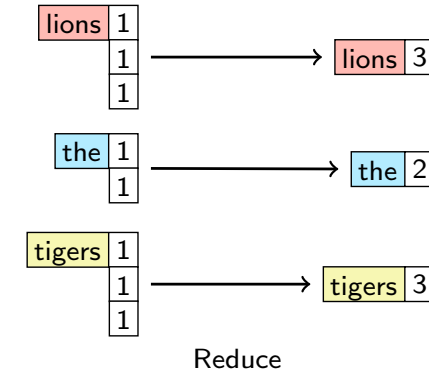 lions 1
1 lions 3
1
the 1
the 2
1
tigers 1
1 tigers 3
1
Reduce